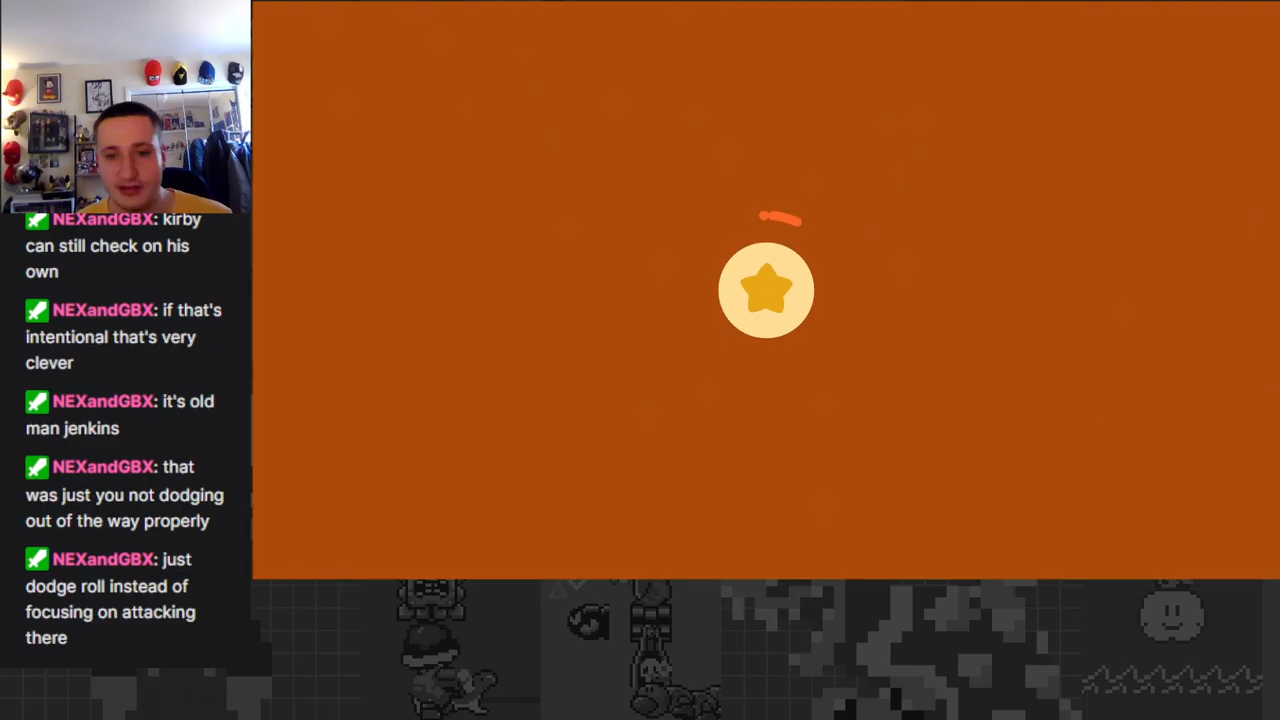 NEXandGBX: kirby
can still check on his
own
NEXandGBX: if that's
intentional that's very
clever
NEXandGBX: it's old
man jenkins
NEXandGBX: that
was just you not dodging
out of the way properly
NEXandGBX: just
dodge roll instead of
focusing on attacking
there